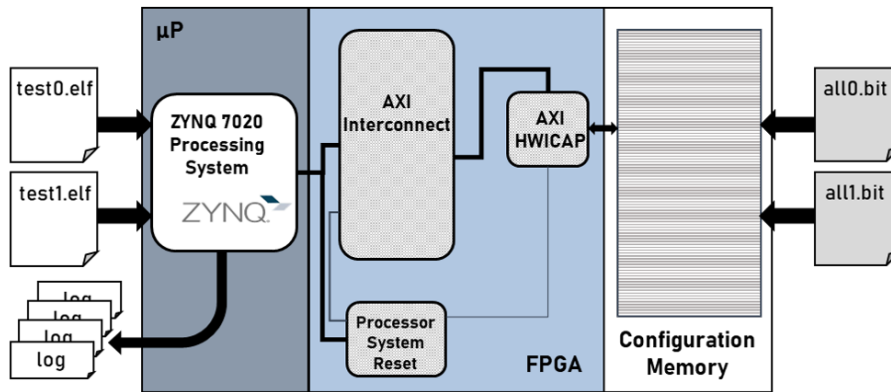 µP
test0.elf
test1.elf
ZYNQ 7020
Processing
System
ZYNQ
log
log
log
log
AXI
Interconnect
AXI
HWICAP
Processor
System
Reset
FPGA
Configuration
Memory
all0.bit
all1.bit